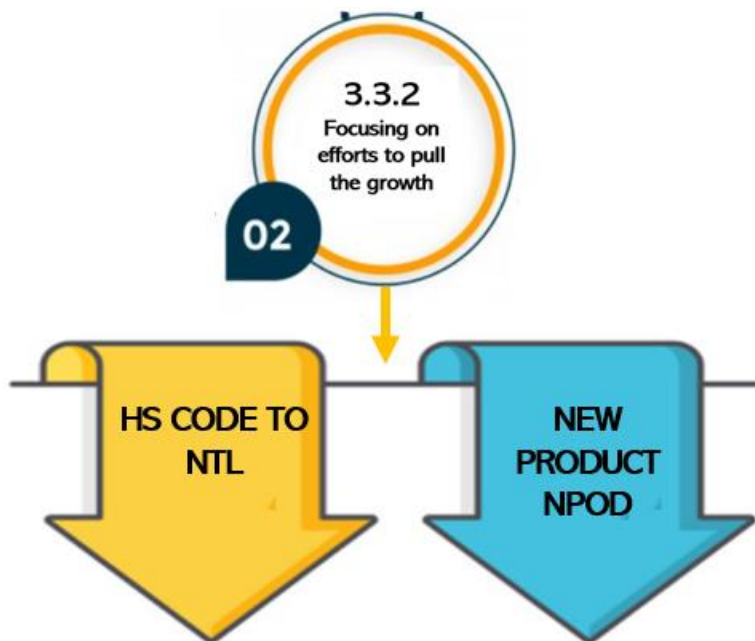 3.3.2
Focusing on
efforts to pull
the growth
02
HS CODE TO
NTL
NEW
PRODUCT
NPOD